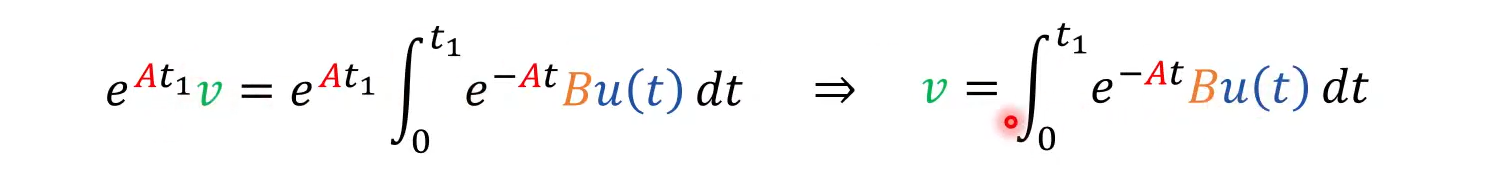 e^{At₁}v = e^{At₁} ∫₀^{t₁} e^{−At}Bu(t) dt ⇒ v = ∫₀^{t₁} e^{−At}Bu(t) dt